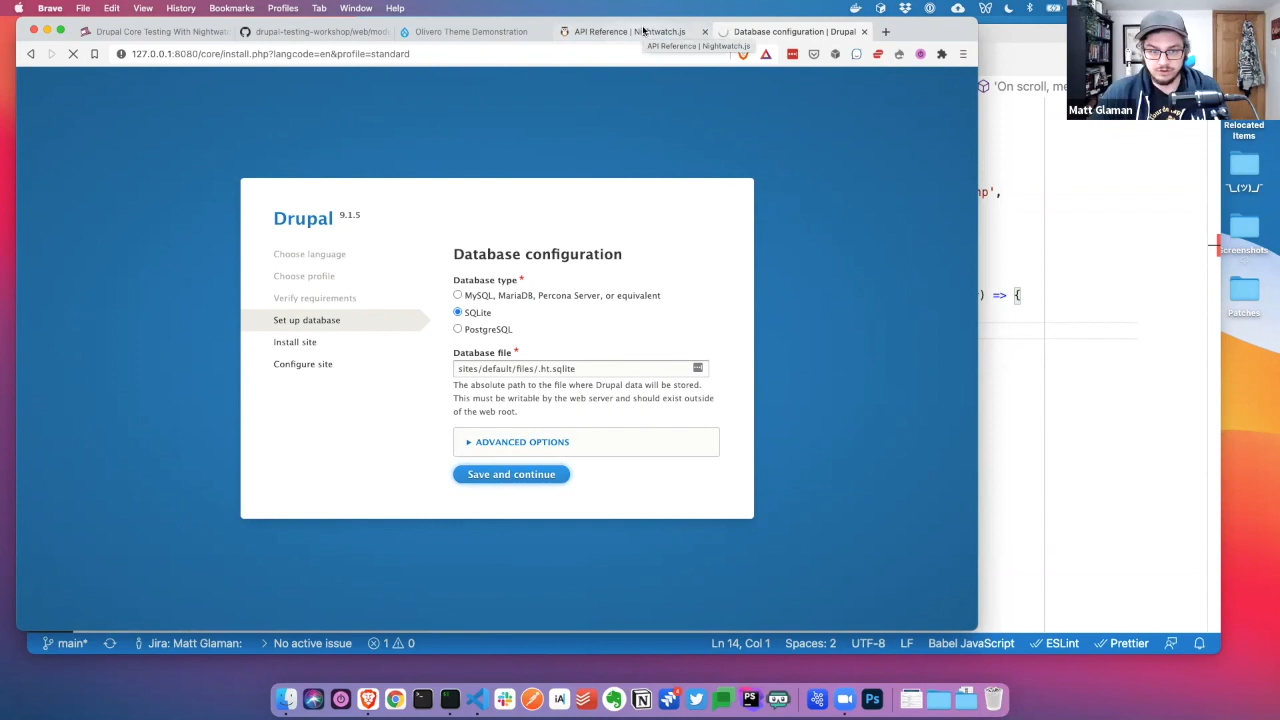 Brave File Edit View History Bookmarks Profiles Tab Window Help
Drupal Core Testing With Nightwat
drupal-testing-workshop/web/modu
Olivero Theme Demonstration
API Reference | Nightwatch.js
Database configuration | Drupal
127.0.0.1:8080/core/install.php?langcode=en&profile=standard
API Reference | Nightwatch.js
'On scroll, me
Matt Glaman
Relocated
Items
¯\_(ツ)_/¯
Screenshots
Patches
Drupal 9.1.5
Choose language
Choose profile
Verify requirements
Set up database
Install site
Configure site
Database configuration
Database type *
MySQL, MariaDB, Percona Server, or equivalent
SQLite
PostgreSQL
Database file *
sites/default/files/.ht.sqlite
The absolute path to the file where Drupal data will be stored.
This must be writable by the web server and should exist outside
of the web root.
ADVANCED OPTIONS
Save and continue
np',
) => {
main* Jira: Matt Glaman: No active issue 1 0 Ln 14, Col 1 Spaces: 2 UTF-8 LF Babel JavaScript ESLint Prettier